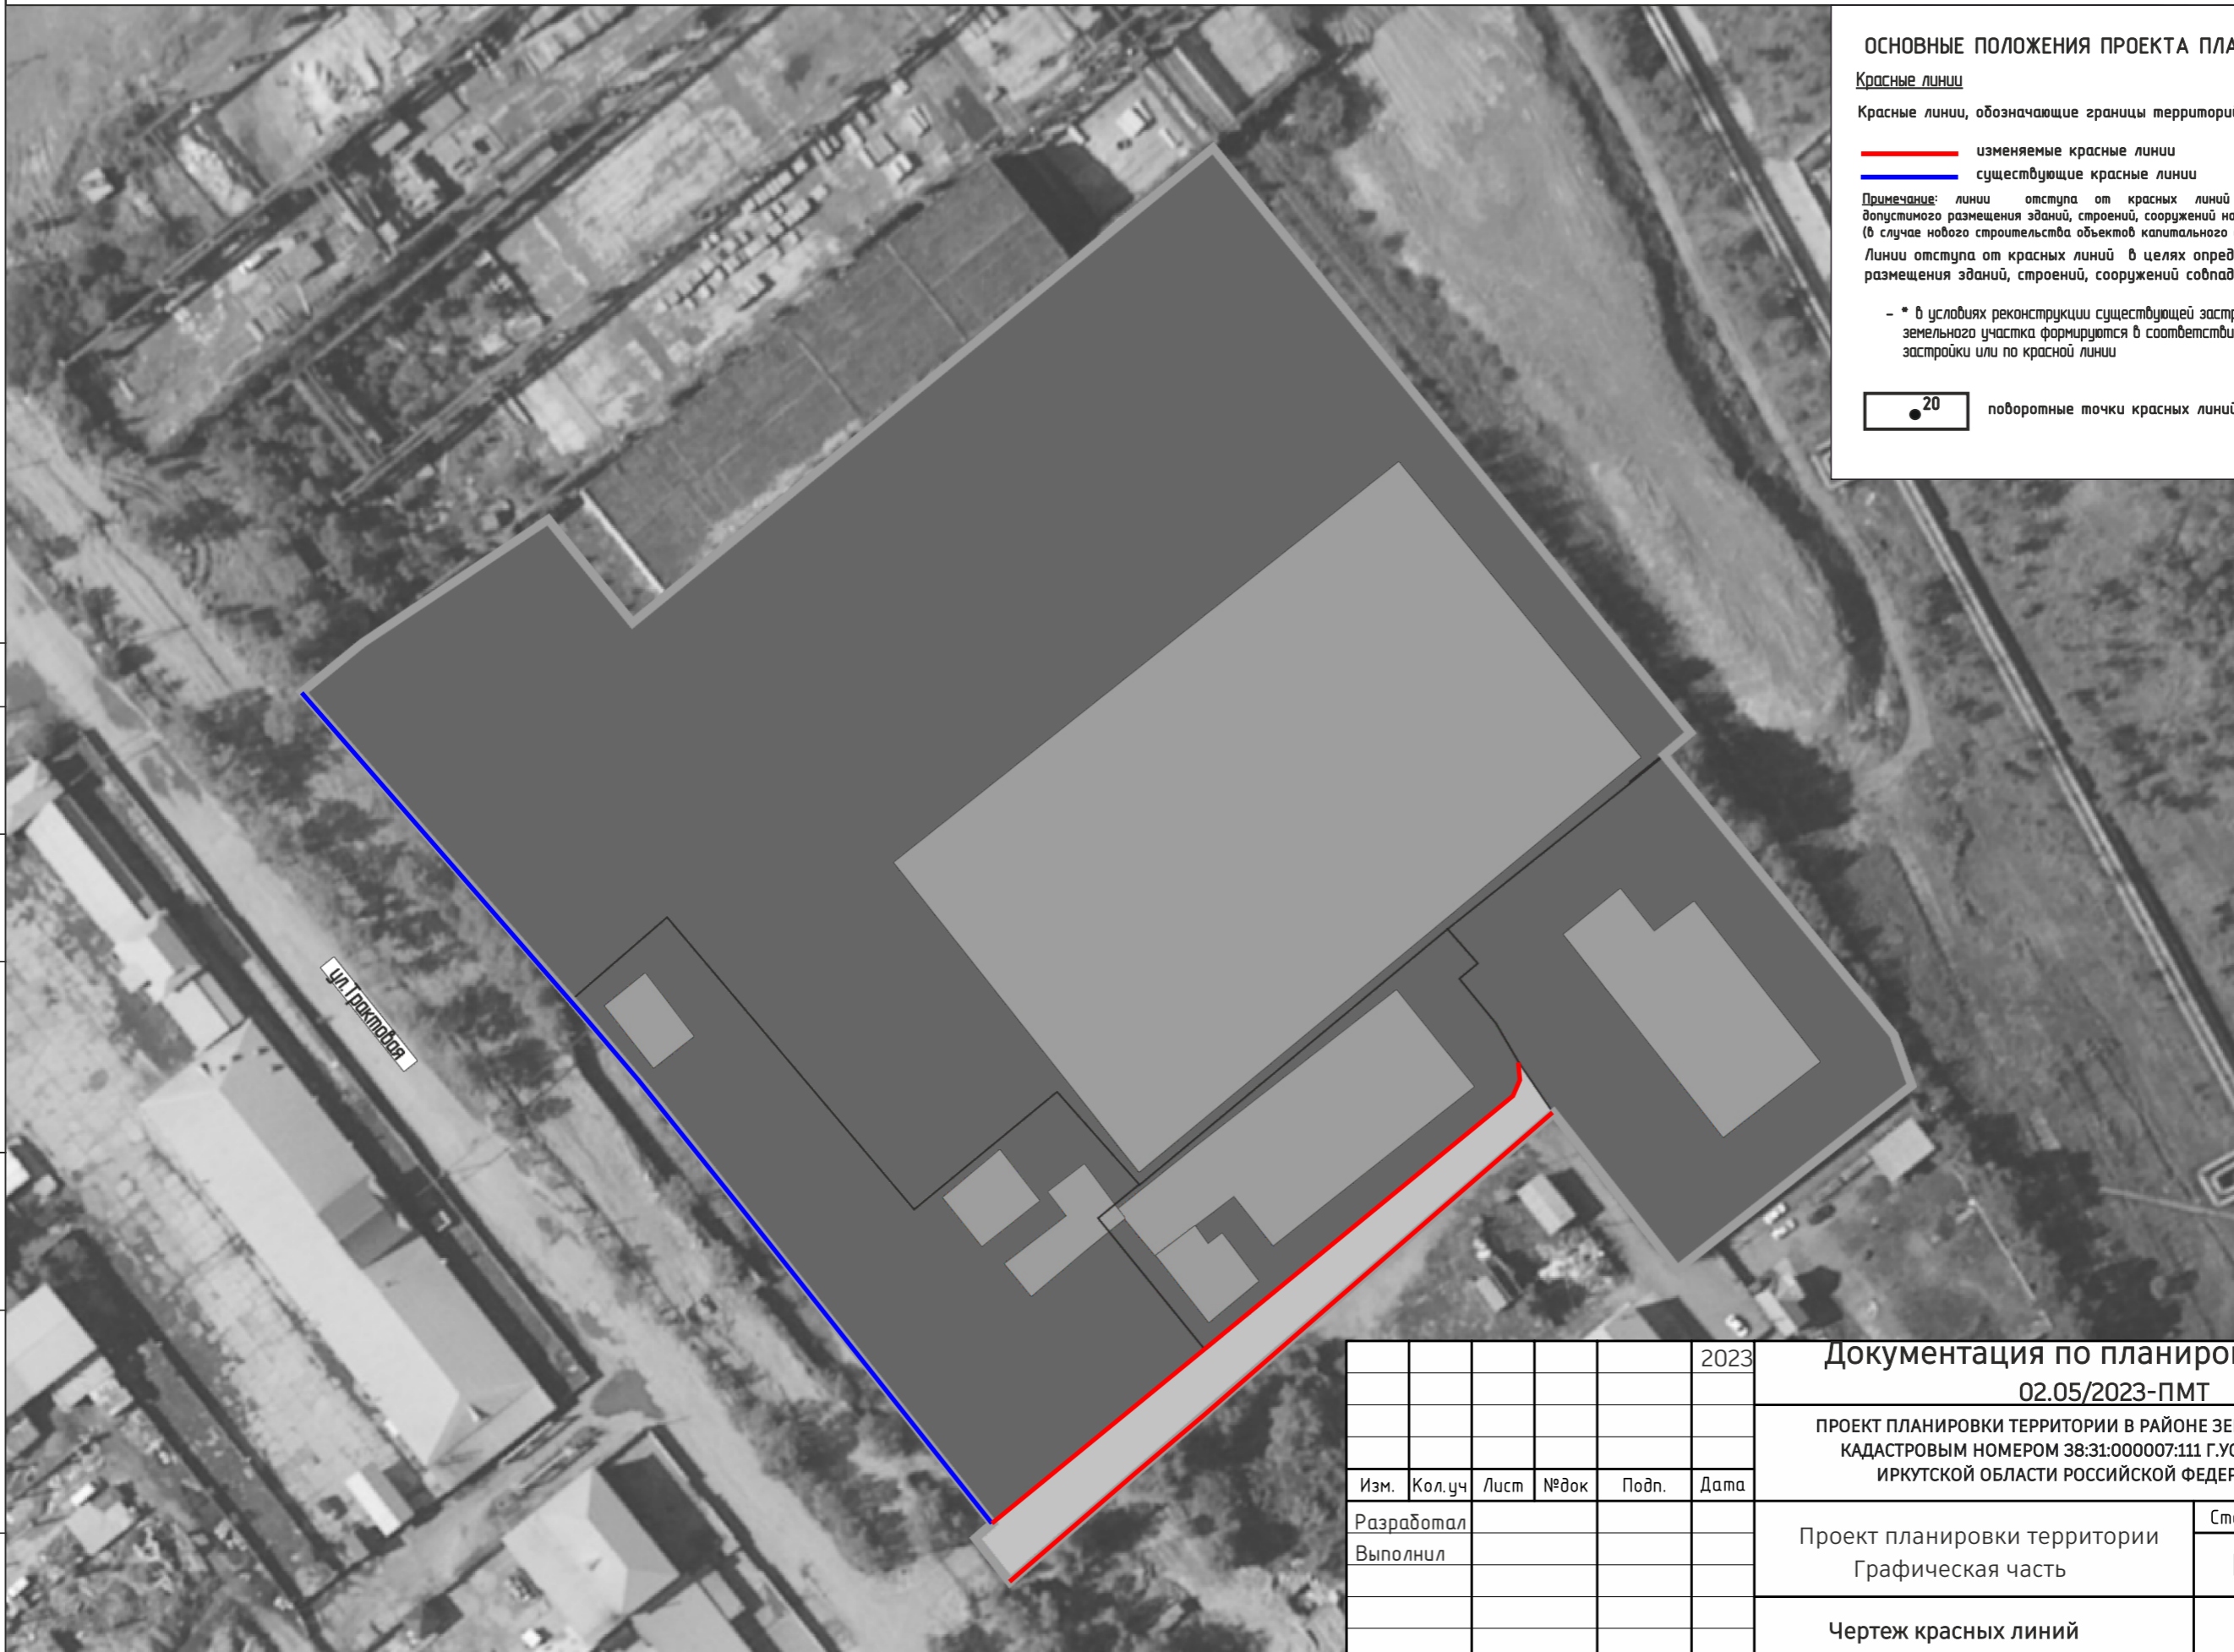 ОСНОВНЫЕ ПОЛОЖЕНИЯ ПРОЕКТА ПЛА
Красные линии
Красные линии, обозначающие границы территори
изменяемые красные линии
существующие красные линии
Примечание: линии отступа от красных линий
допустимого размещения зданий, строений, сооружений на
(в случае нового строительства объектов капитального
Линии отступа от красных линий в целях опред
размещения зданий, строений, сооружений совпад
- * в условиях реконструкции существующей застр
земельного участка формируются в соответстви
застройки или по красной линии
20
поворотные точки красных линий
ул. Трактовая
2023
Документация по планиро
02.05/2023-ПМТ
ПРОЕКТ ПЛАНИРОВКИ ТЕРРИТОРИИ В РАЙОНЕ ЗЕ
КАДАСТРОВЫМ НОМЕРОМ 38:31:000007:111 Г.УС
ИРКУТСКОЙ ОБЛАСТИ РОССИЙСКОЙ ФЕДЕР
Изм. Кол.уч Лист №док Подп. Дата
Разработал
Выполнил
Проект планировки территории
Графическая часть
Ст
Чертеж красных линий